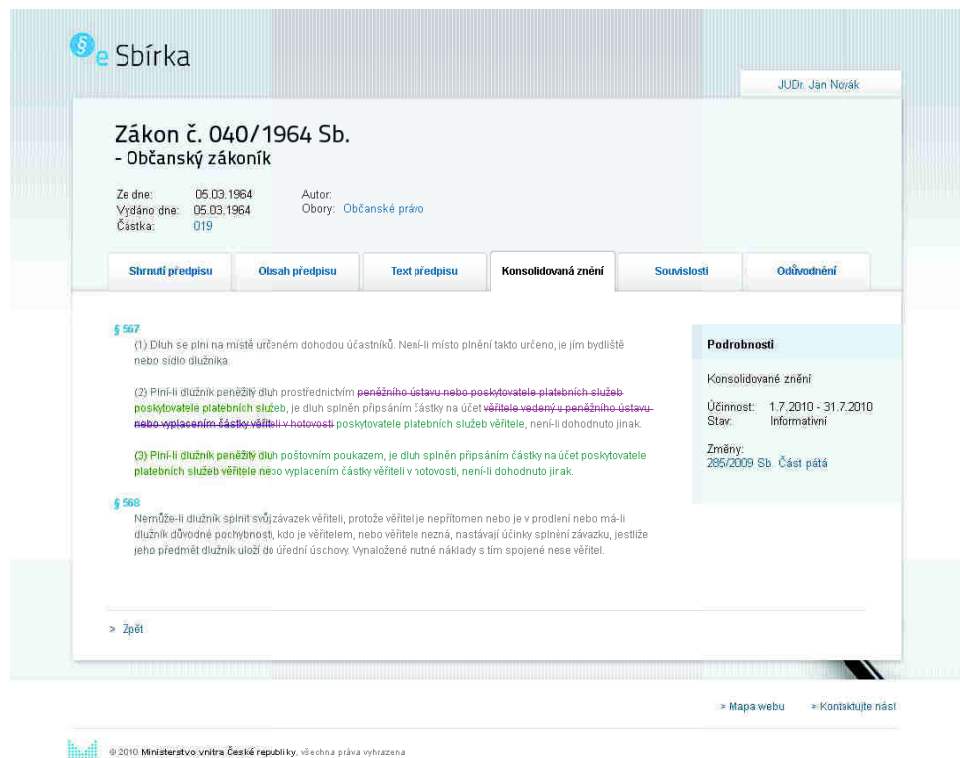 § e Sbírka
JUDr. Jan Novák
Zákon č. 040/1964 Sb.
- Občanský zákoník
Ze dne: 05.03.1964 Autor:
Vydáno dne: 05.03.1964 Obory: Občanské právo
Částka: 019
Shrnutí předpisu Obsah předpisu Text předpisu Konsolidovaná znění Souvislosti Odůvodnění
§ 567
(1) Dluh se plní na místě určeném dohodou účastníků. Není-li místo plnění takto určeno, je jím bydliště
nebo sídlo dlužníka.
(2) Plní-li dlužník peněžitý dluh prostřednictvím peněžního ústavu nebo poskytovatele platebních služeb
poskytovatele platebních služeb, je dluh splněn připsáním částky na účet věřitele vedený u peněžního ústavu
nebo vyplacením částky věřiteli v hotovosti poskytovatele platebních služeb věřitele, není-li dohodnuto jinak.
(3) Plní-li dlužník peněžitý dluh poštovním poukazem, je dluh splněn připsáním částky na účet poskytovatele
platebních služeb věřitele nebo vyplacením částky věřiteli v hotovosti, není-li dohodnuto jinak.
§ 568
Nemůže-li dlužník splnit svůj závazek věřiteli, protože věřitel je nepřítomen nebo je v prodlení nebo má-li
dlužník důvodné pochybnosti, kdo je věřitelem, nebo věřitele nezná, nastávají účinky splnění závazku, jestliže
jeho předmět dlužník uloží do úřední úschovy. Vynaložené nutné náklady s tím spojené nese věřitel.
Podrobnosti
Konsolidované znění
Účinnost: 1.7.2010 - 31.7.2010
Stav: Informativní
Změny:
285/2009 Sb. Část pátá
> Zpět
» Mapa webu » Kontaktujte nás!
© 2010 Ministerstvo vnitra České republiky, všechna práva vyhrazena